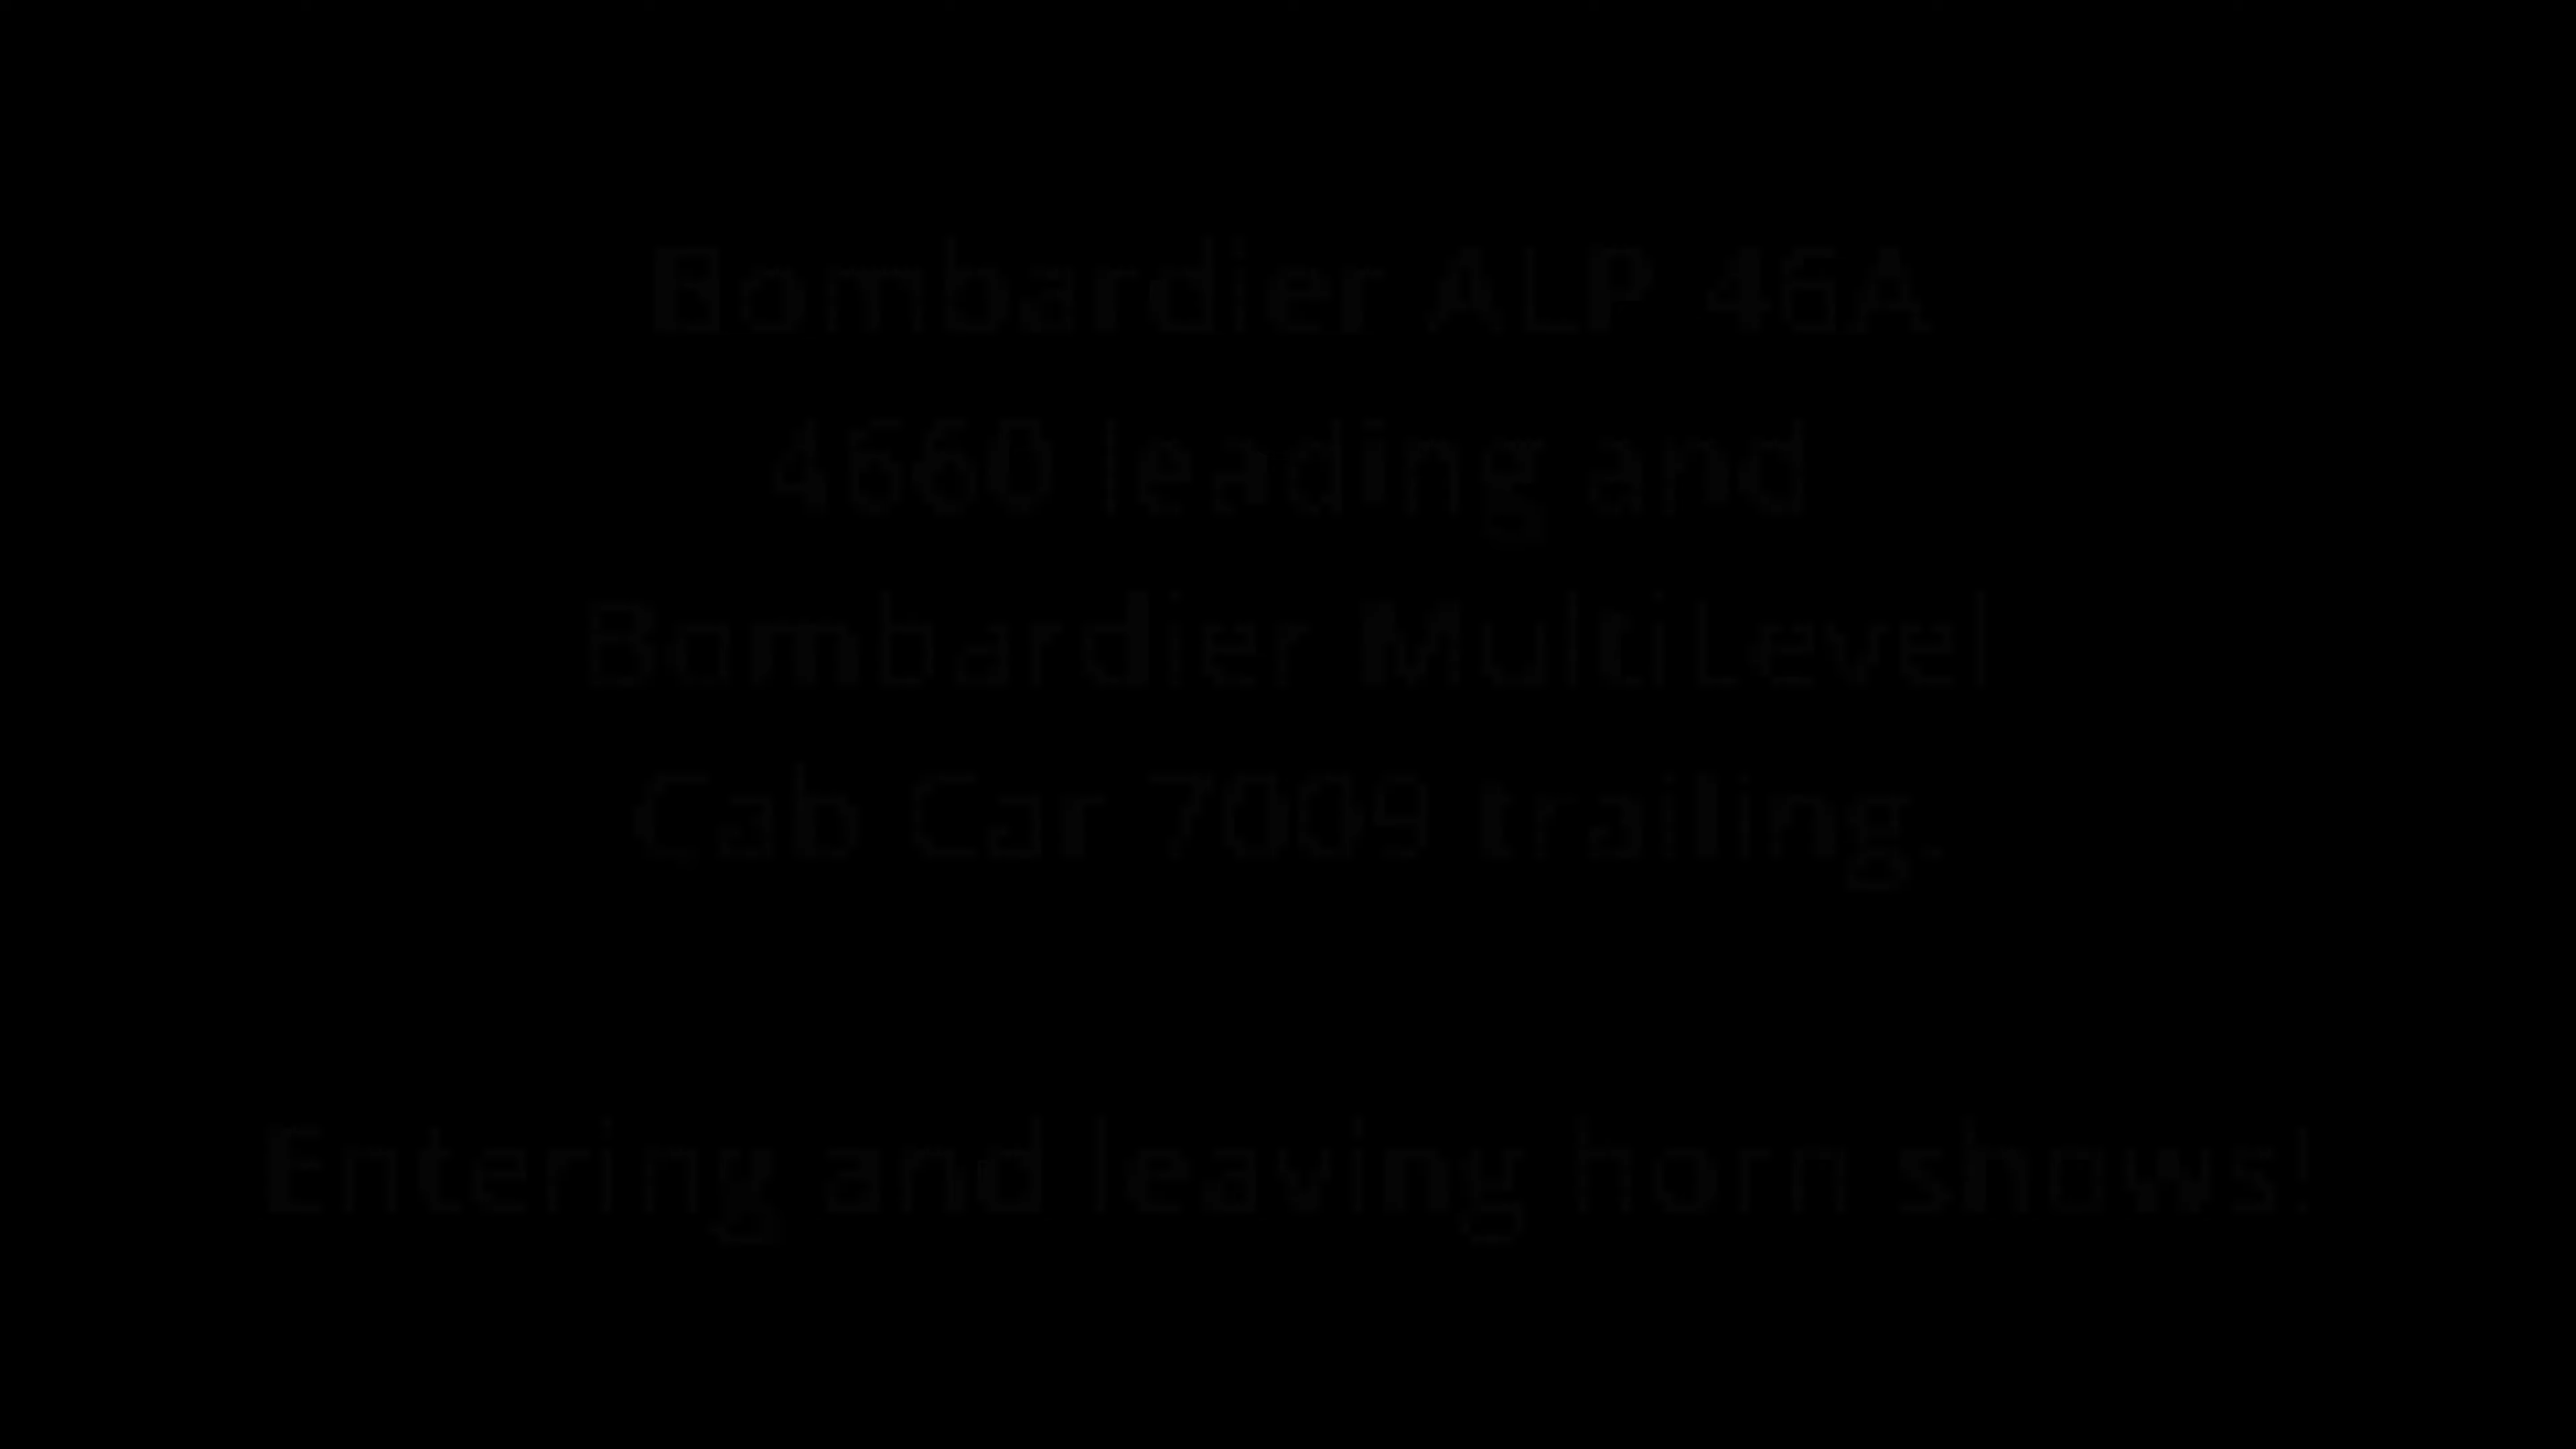 Bombardier ALP 46A
4660 leading and
Bombardier MultiLevel
Cab Car 7009 trailing.
Entering and leaving horn shows!